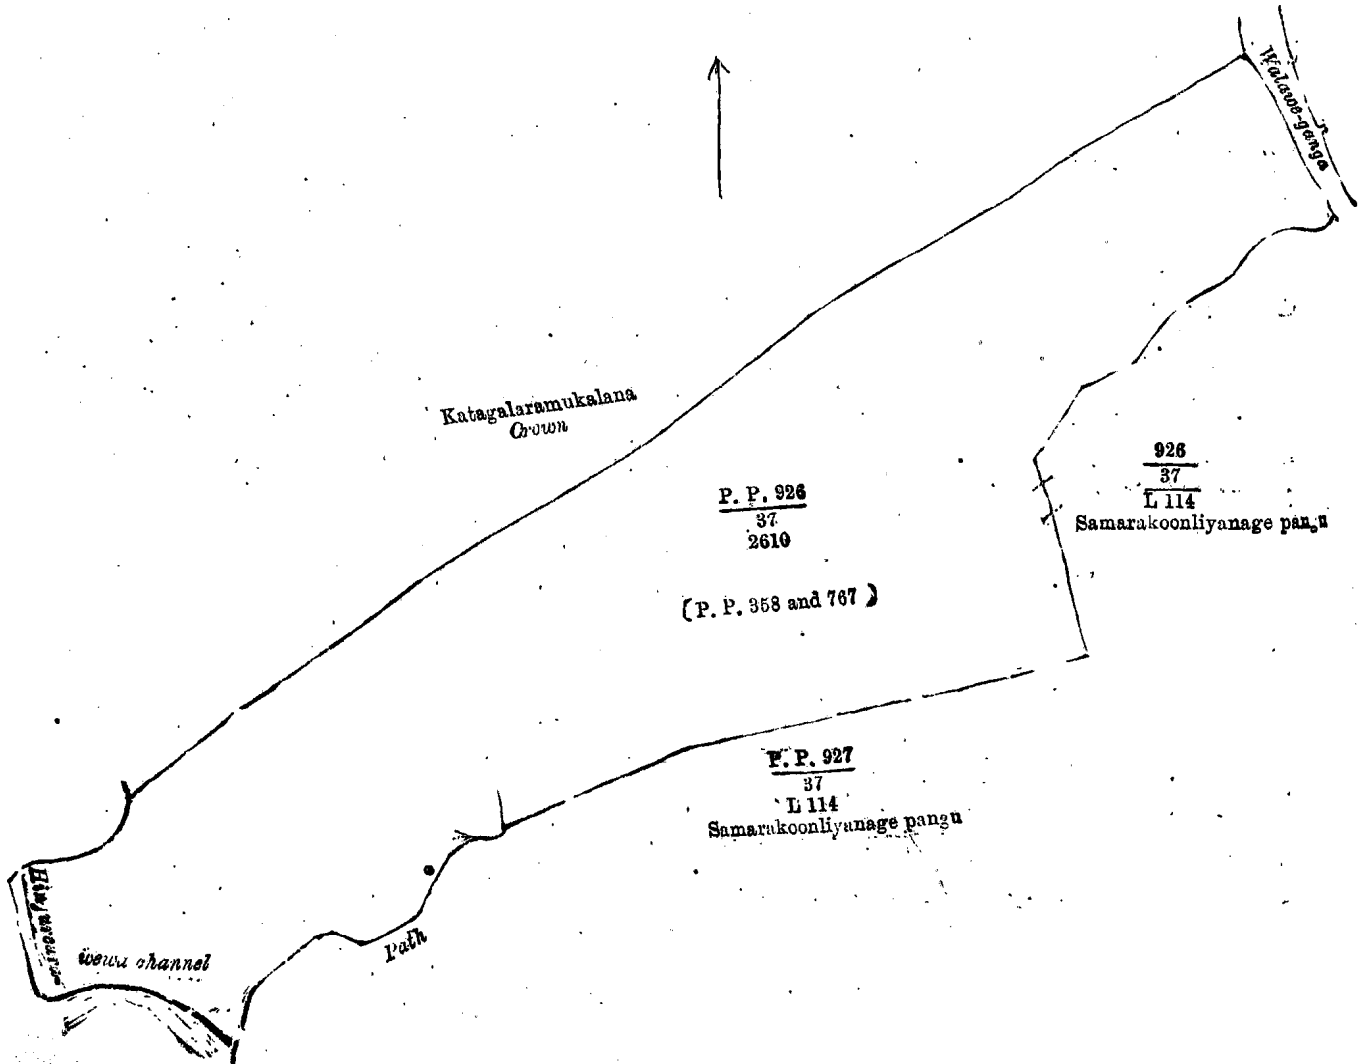 Walawe-ganga
Katagalaramukalana
Crown
P. P. 926
37
2610
(P. P. 358 and 767)
926
37
L 114
Samarakoonliyanage pangu
P. P. 927
37
L 114
Samarakoonliyanage pangu
Path
wewa channel